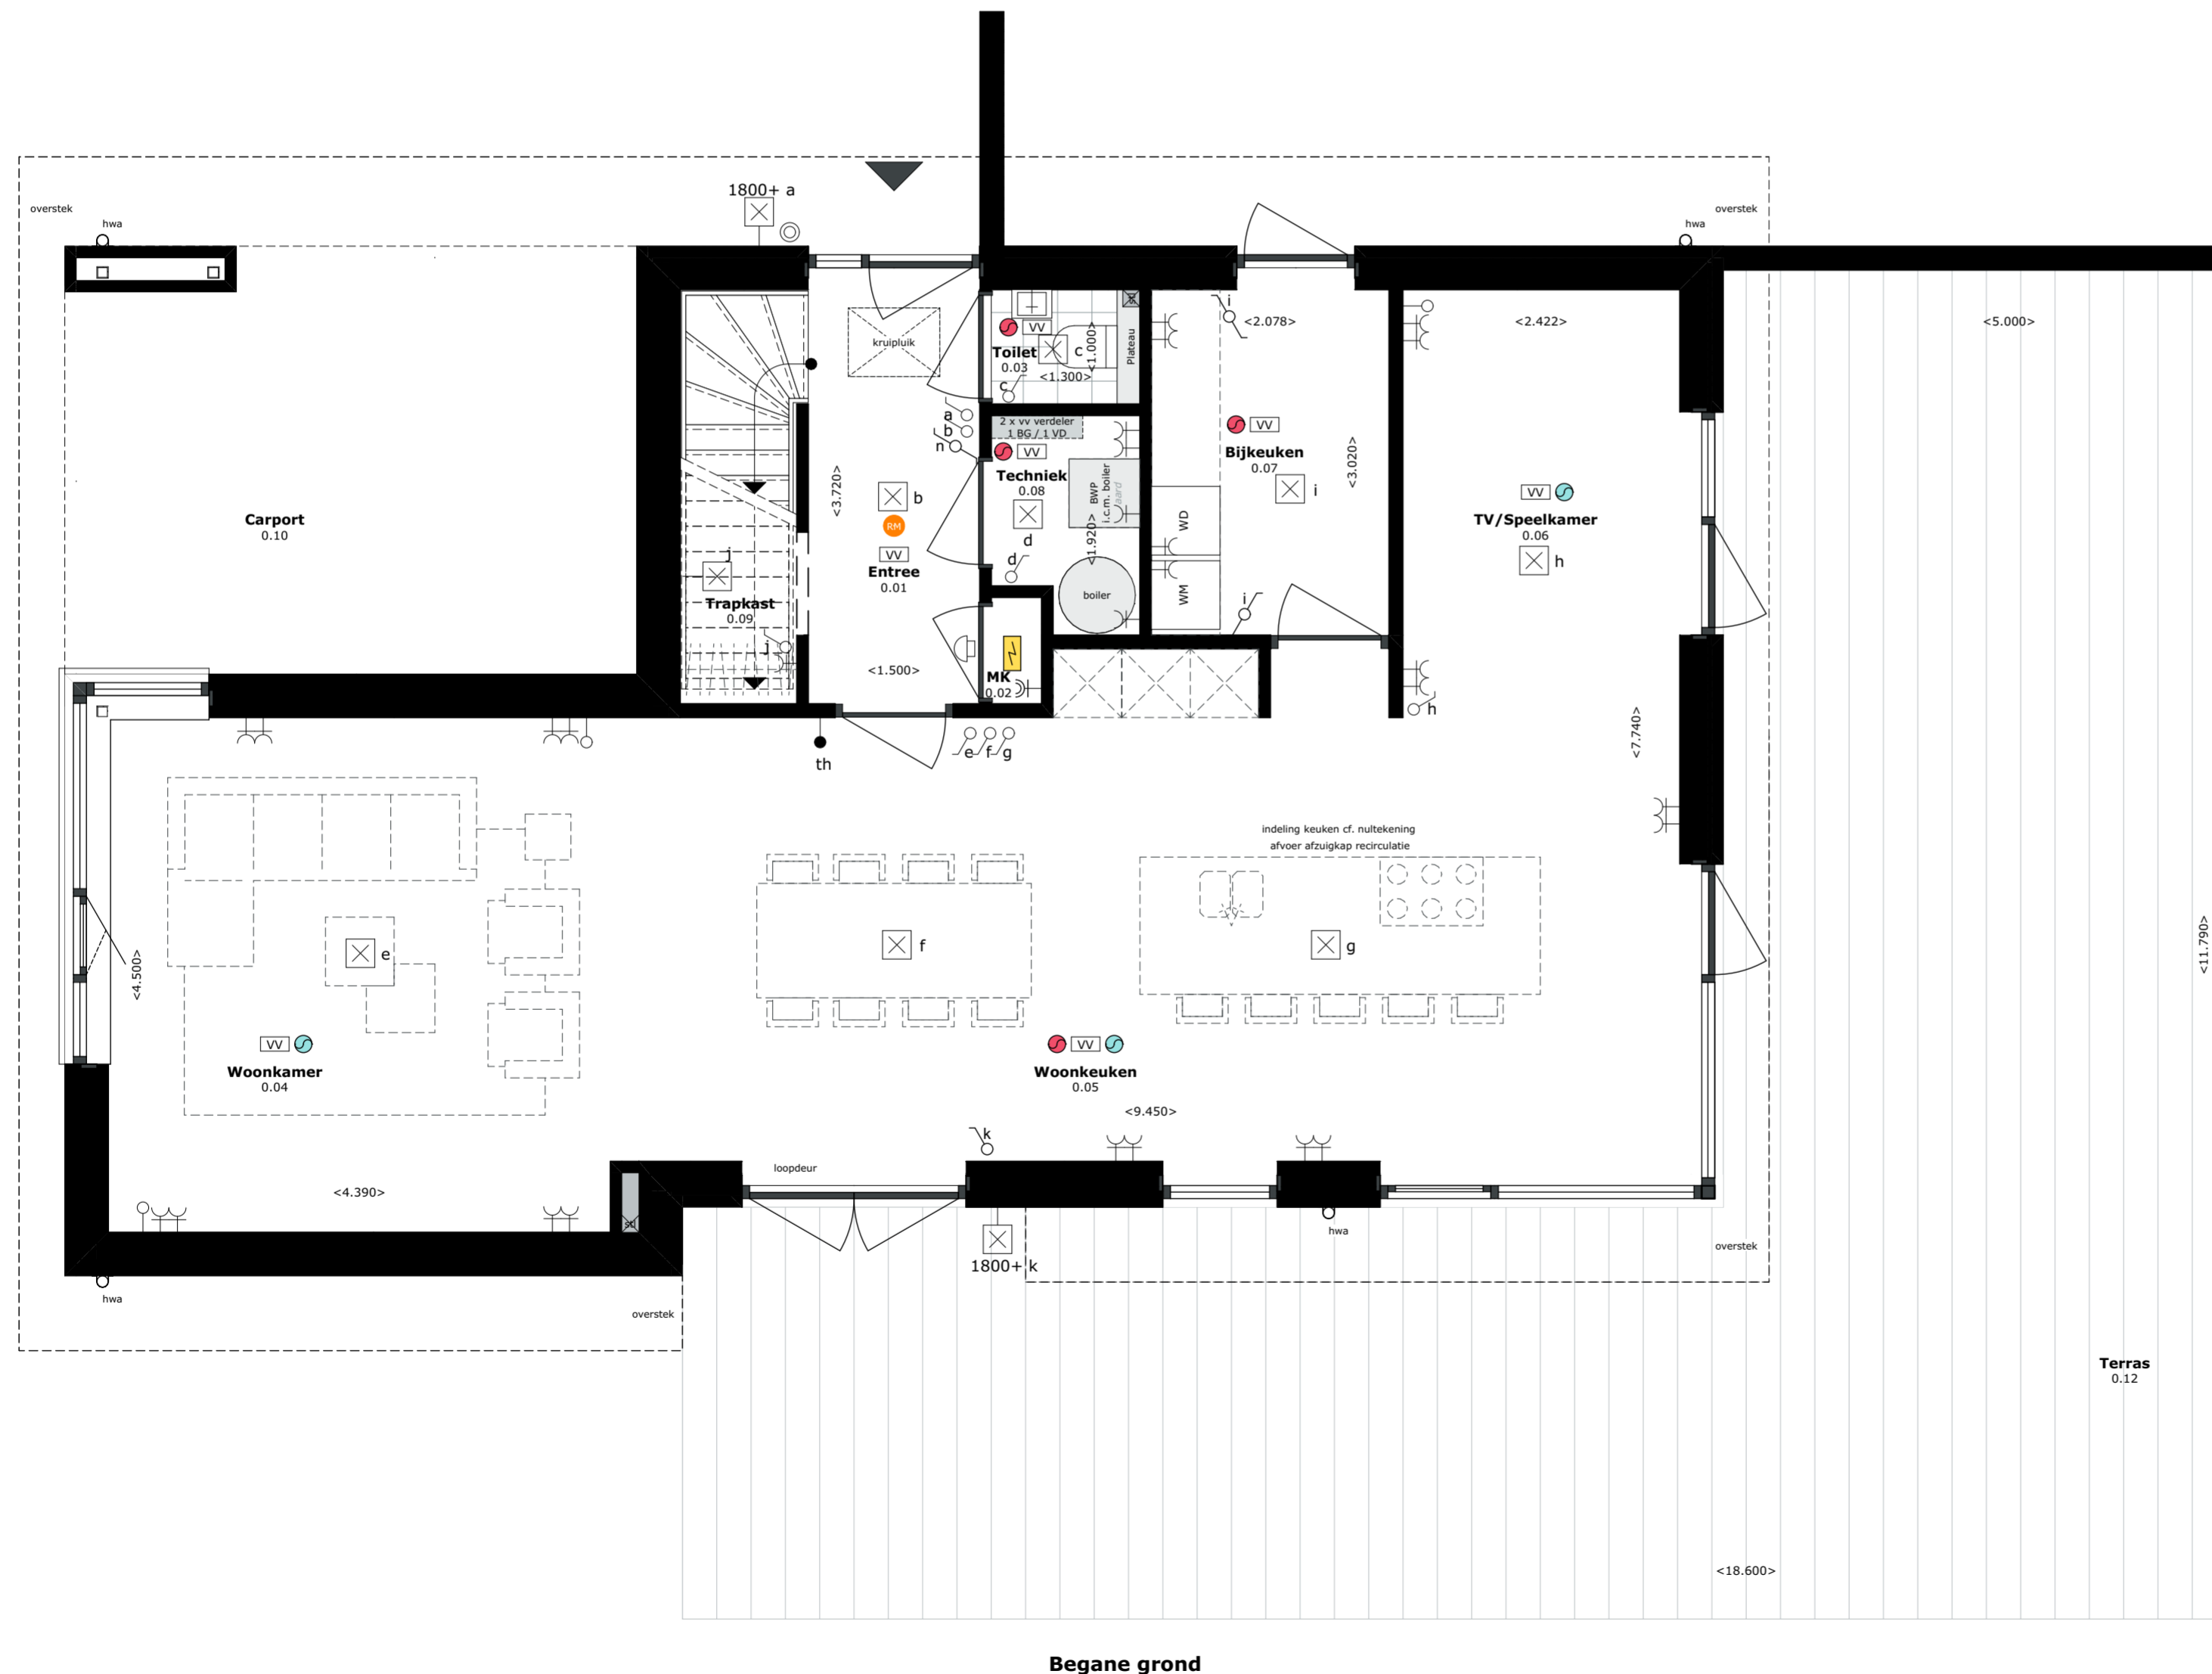 1800+ a
overstek
hwa
overstek
hwa
kruipluik
VV
Toilet
0.03
c
<1.000>
<1.300>
c
Plateau
i
<2.078>
<2.422>
<5.000>
a
b
n
2 x vv verdeler
1 BG / 1 VD
VV
Techniek
0.08
d
d
BWP
i.c.m. boiler
<1.920>
boiler
VV
Bijkeuken
0.07
i
<3.020>
WD
WM
i
<3.720>
b
RM
VV
Entree
0.01
<1.500>
VV
TV/Speelkamer
0.06
h
Carport
0.10
j
Trapkast
0.09
j
MK
0.02
h
<7.740>
th
e
f
g
indeling keuken cf. nultekening
afvoer afzuigkap recirculatie
e
f
g
<4.500>
<11.790>
VV
Woonkamer
0.04
VV
Woonkeuken
0.05
<9.450>
k
loopdeur
<4.390>
hwa
1800+ k
overstek
hwa
overstek
Terras
0.12
<18.600>
Begane grond